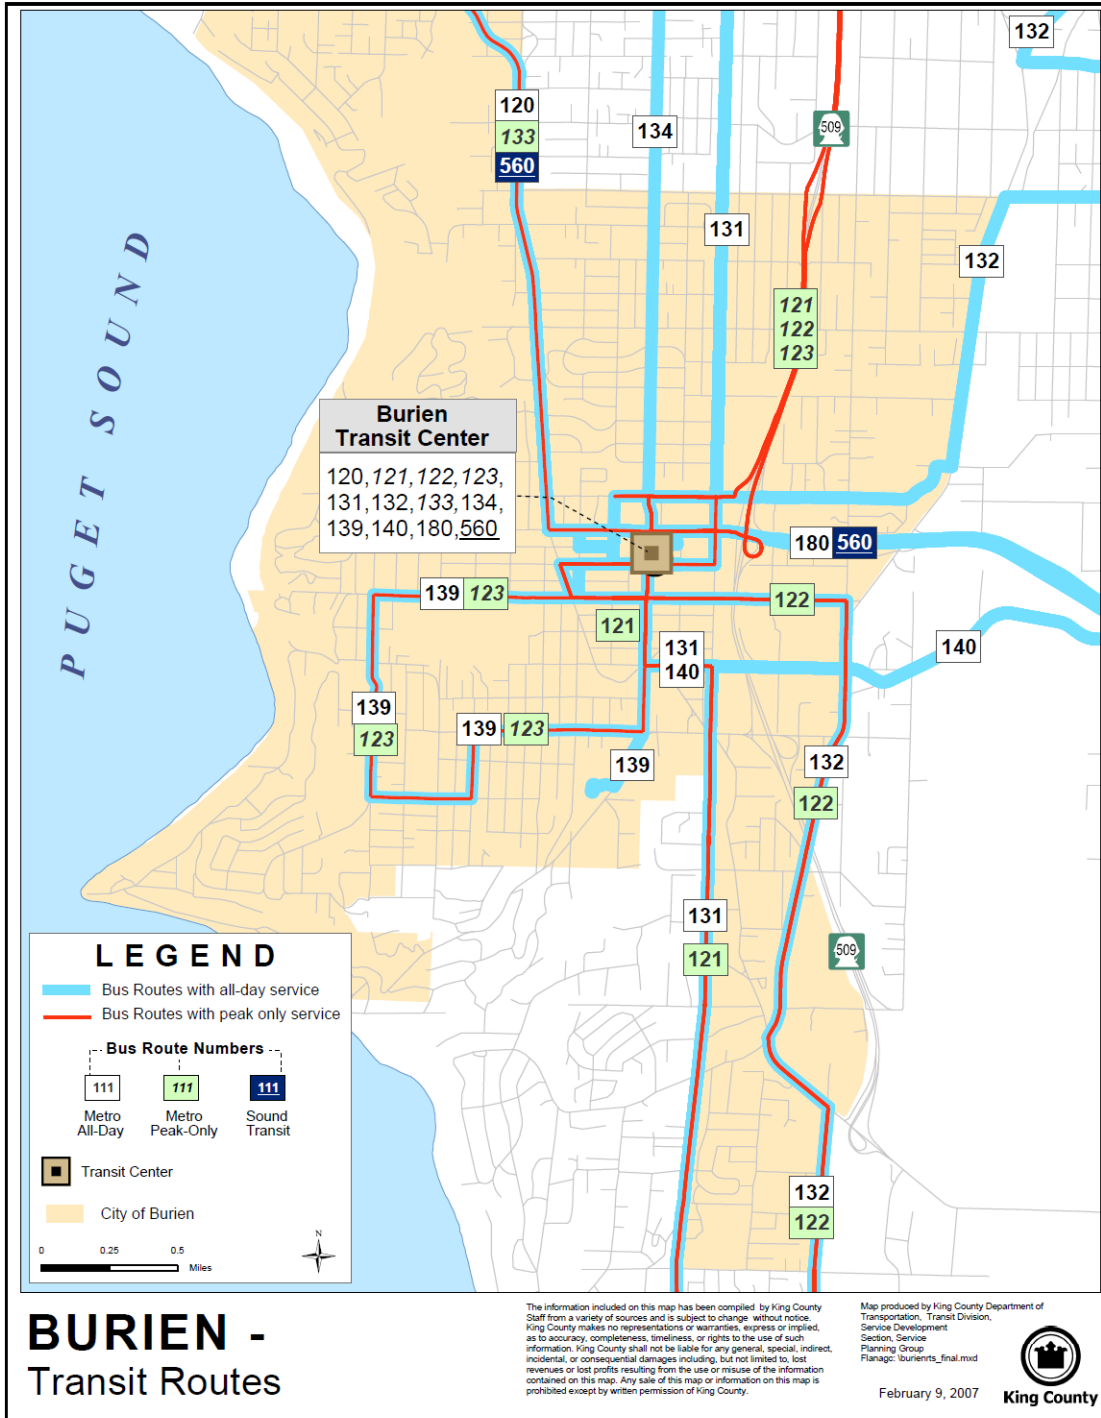 132
120
133
560
134
509
131
132
121
122
123
PUGET SOUND
Burien
Transit Center
120,121,122,123,
131,132,133,134,
139,140,180,560
180 560
139 123
122
121
131
140
140
139
123
139 123
139
132
122
131
121
509
132
122
LEGEND
Bus Routes with all-day service
Bus Routes with peak only service
Bus Route Numbers
111
111
111
Metro
All-Day
Metro
Peak-Only
Sound
Transit
Transit Center
City of Burien
N
0 0.25 0.5
Miles
BURIEN -
Transit Routes
The information included on this map has been compiled by King County
Staff from a variety of sources and is subject to change without notice.
King County makes no representations or warranties, express or implied,
as to accuracy, completeness, timeliness, or rights to the use of such
information. King County shall not be liable for any general, special, indirect,
incidental, or consequential damages including, but not limited to, lost
revenues or lost profits resulting from the use or misuse of the information
contained on this map. Any sale of this map or information on this map is
prohibited except by written permission of King County.
Map produced by King County Department of
Transportation, Transit Division,
Service Development
Section, Service
Planning Group
Flanagc: \burienrts_final.mxd
February 9, 2007
King County